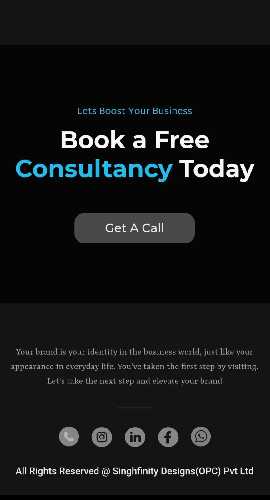 Lets Boost Your Business
Book a Free
Consultancy Today
Get A Call
Your brand is your identity in the business world, just like your
appearance in everyday life. You've taken the first step by visiting.
Let's take the next step and elevate your brand
All Rights Reserved @ Singhfinity Designs(OPC) Pvt Ltd